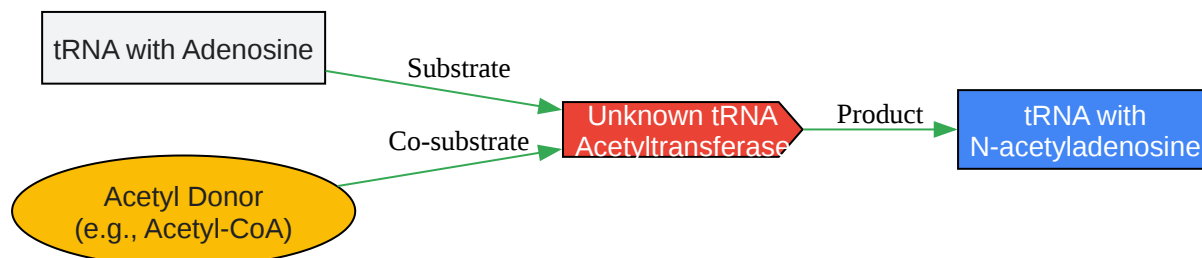 tRNA with Adenosine
Substrate
Co-substrate
Acetyl Donor
(e.g., Acetyl-CoA)
Unknown tRNA
Acetyltransferase
Product
tRNA with
N-acetyladenosine